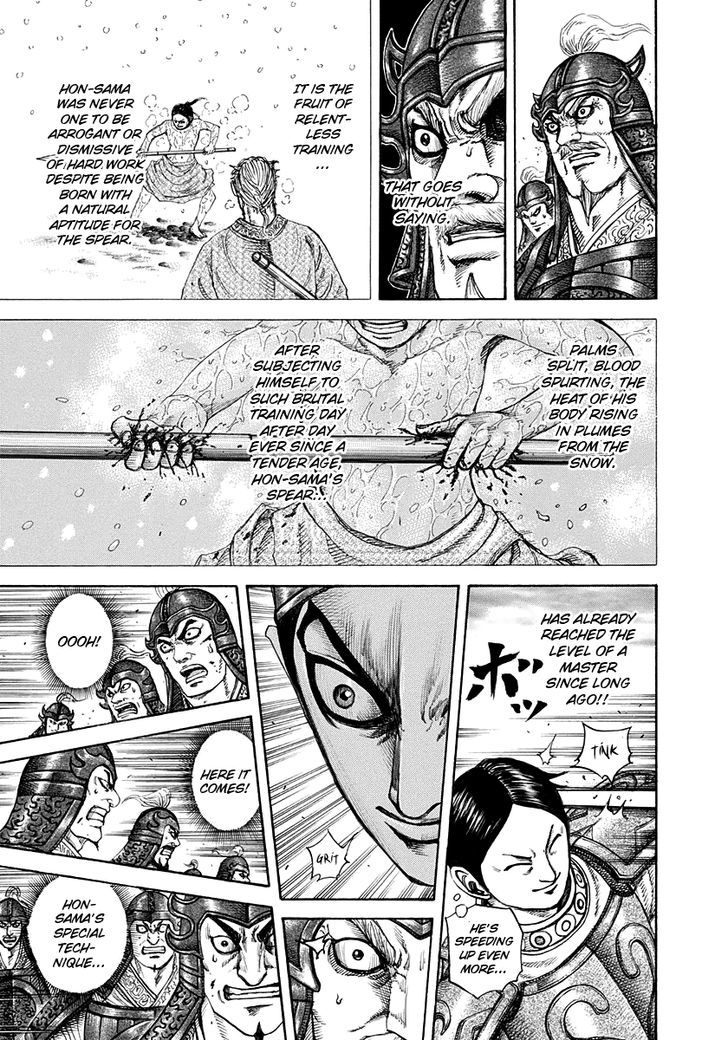 THAT GOES
WITHOUT
SAYING.
IT IS THE
FRUIT OF
RELENT-
LESS
TRAINING
...
HON-SAMA
WAS NEVER
ONE TO BE
ARROGANT OR
DISMISSIVE
OF HARD WORK
DESPITE BEING
BORN WITH
A NATURAL
APTITUDE FOR
THE SPEAR.
PALMS
SPLIT, BLOOD
SPURTING, THE
HEAT OF HIS
BODY RISING
IN PLUMES
FROM THE
SNOW.
AFTER
SUBJECTING
HIMSELF TO
SUCH BRUTAL
TRAINING DAY
AFTER DAY
EVER SINCE A
TENDER AGE,
HON-SAMA'S
SPEAR...
HAS ALREADY
REACHED THE
LEVEL OF A
MASTER
SINCE LONG
AGO!!
ボッ
TINK
HE'S
SPEEDING
UP EVEN
MORE...
GRIT
OOOH!
HERE IT
COMES!
HON-
SAMA'S
SPECIAL
TECH-
NIQUE...